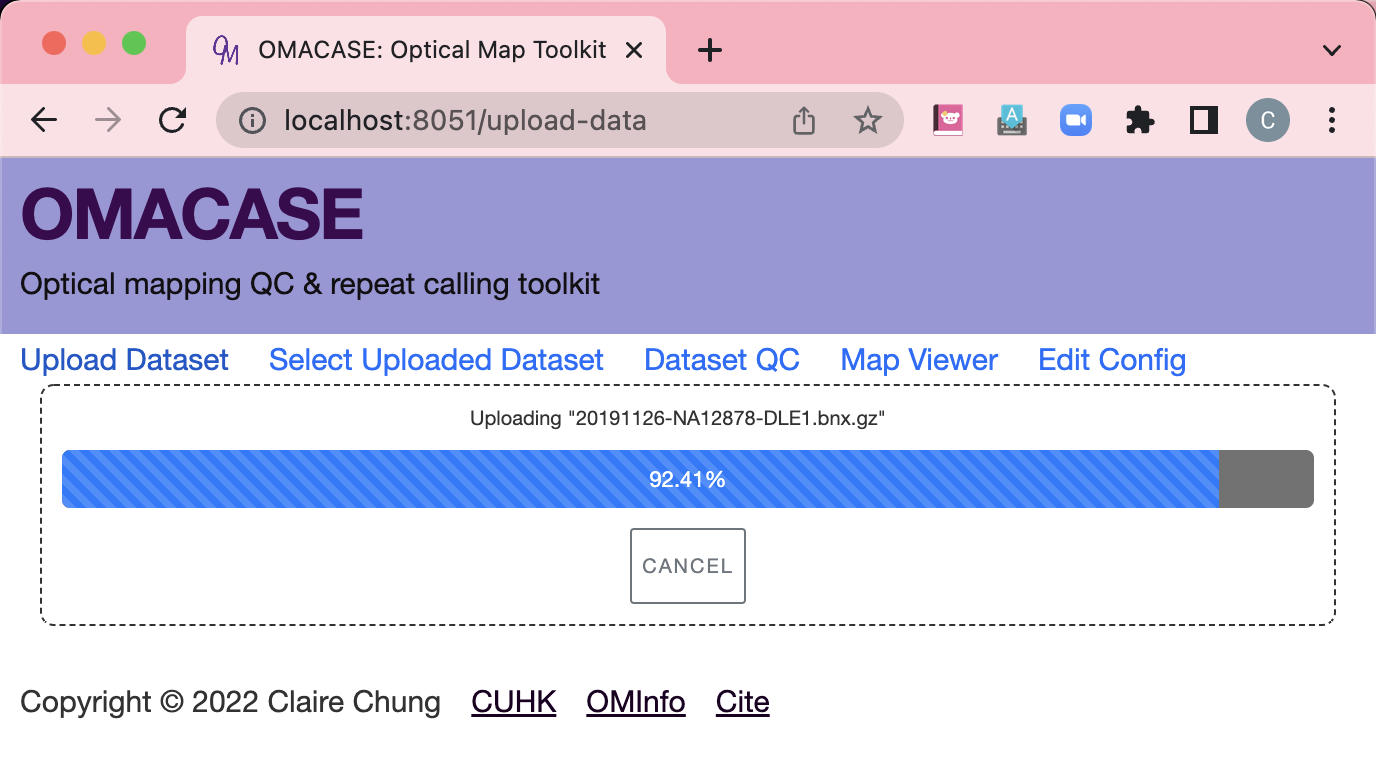 OMACASE: Optical Map Toolkit
localhost:8051/upload-data
A
C
OMACASE
Optical mapping QC & repeat calling toolkit
Upload Dataset Select Uploaded Dataset Dataset QC Map Viewer Edit Config
Uploading "20191126-NA12878-DLE1.bnx.gz"
92.41%
CANCEL
Copyright © 2022 Claire Chung CUHK OMInfo Cite